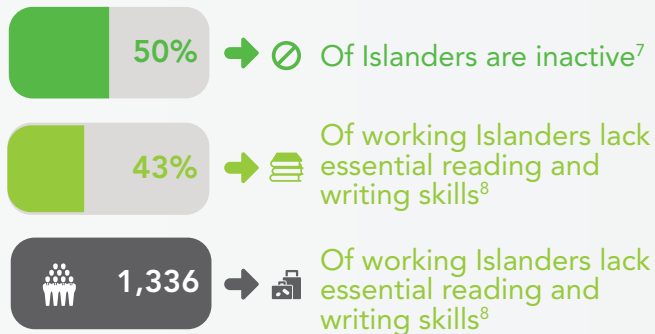 50% Of Islanders are inactive⁷
Of working Islanders lack
43% essential reading and
writing skills⁸
Of working Islanders lack
1,336 essential reading and
writing skills⁸